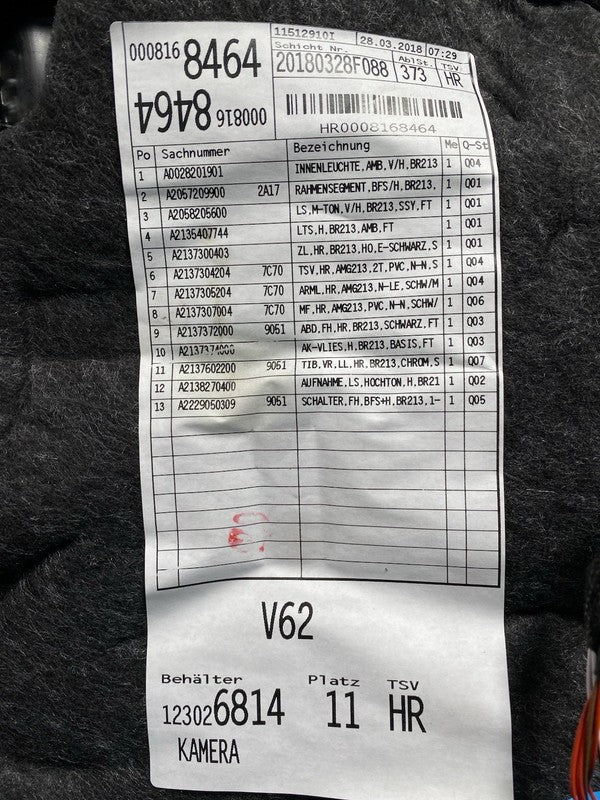 11512910I 28.03.2018 07:29
000816 8464 Schicht Nr. AblSt. TSV
20180328F088 373 HR
000816 8464
HR0008168464
Po Sachnummer Bezeichnung Me Q-St
1 A0028201901 INNENLEUCHTE,AMB,V/H,BR213 1 Q04
2 A2057209900 2A17 RAHMENSEGMENT,BFS/H,BR213, 1 Q01
3 A2058205600 LS,M-TON,V/H,BR213,SSY,FT 1 Q01
4 A2135407744 LTS,H,BR213,AMB,FT 1 Q01
5 A2137300403 ZL,HR,BR213,HO,E-SCHWARZ,S 1 Q01
6 A2137304204 7C70 TSV,HR,AMG213,2T,PVC,N-N,S 1 Q04
7 A2137305204 7C70 ARML,HR,AMG213,N-LE,SCHW/M 1 Q04
8 A2137307004 7C70 MF,HR,AMG213,PVC,N-N,SCHW/ 1 Q06
9 A2137372000 9051 ABD,FH,HR,BR213,SCHWARZ,FT 1 Q03
10 AK-VLIES,H,BR213,BASIS,FT 1 Q03
11 A2137602200 9051 TIB,VR,LL,HR,BR213,CHROM,S 1 Q07
12 A2138270400 AUFNAHME,LS,HOCHTON,H,BR21 1 Q02
13 A2229050309 9051 SCHALTER,FH,BFS+H,BR213,1- 1 Q05
V62
Behälter Platz TSV
12302 6814 11 HR
KAMERA